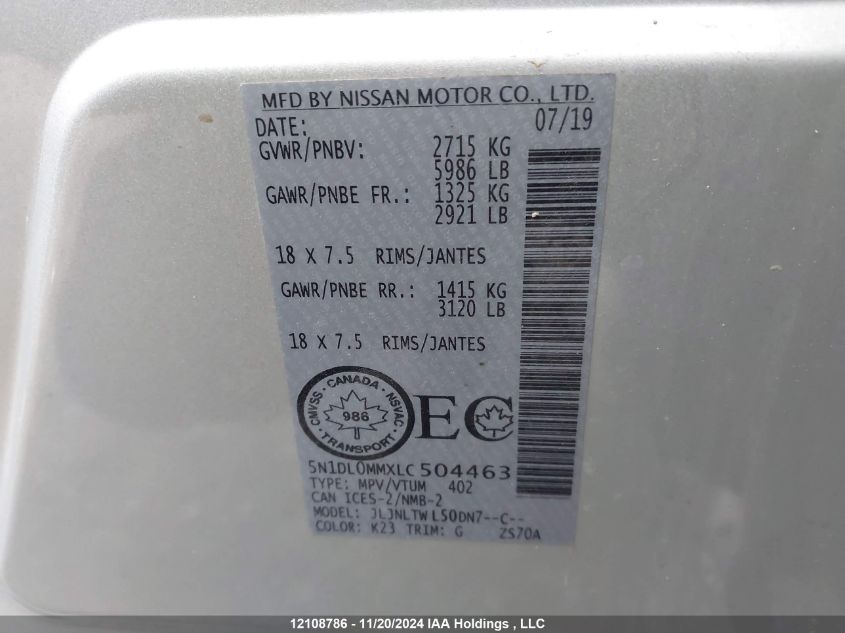 MFD BY NISSAN MOTOR CO., LTD.
DATE: 07/19
GVWR/PNBV: 2715 KG
5986 LB
GAWR/PNBE FR.: 1325 KG
2921 LB
18 X 7.5 RIMS/JANTES
GAWR/PNBE RR.: 1415 KG
3120 LB
18 X 7.5 RIMS/JANTES
CMVSS · CANADA · NSVAC · TRANSPORT ·
986
EC
5N1DL0MMXLC504463
TYPE: MPV/VTUM 402
CAN ICES-2/NMB-2
MODEL: JLJNLTWL50DN7--C--
COLOR: K23 TRIM: G ZS70A
12108786 - 11/20/2024 IAA Holdings , LLC